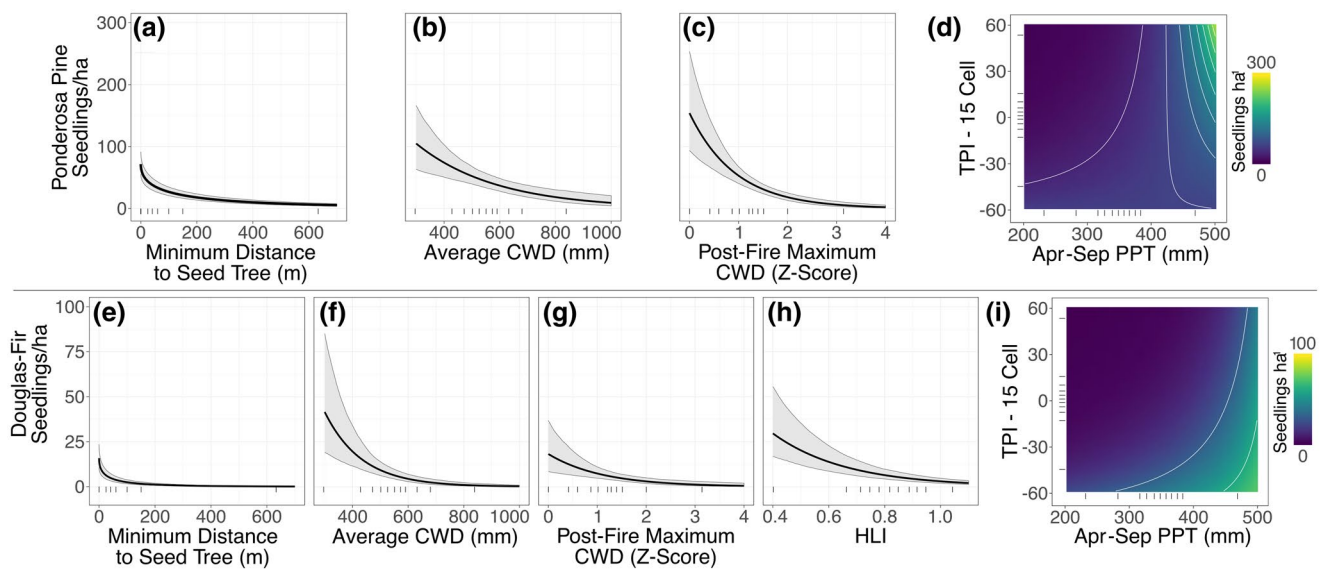 (a)
(b)
(c)
(d)
Ponderosa Pine
Seedlings/ha
300
200
100
0
0
200
400
600
Minimum Distance
to Seed Tree (m)
400
600
800
1000
Average CWD (mm)
0
1
2
3
4
Post-Fire Maximum
CWD (Z-Score)
TPI - 15 Cell
60
30
0
-30
-60
200
300
400
500
Apr-Sep PPT (mm)
Seedlings ha
300
0
(e)
(f)
(g)
(h)
(i)
Douglas-Fir
Seedlings/ha
100
75
50
25
0
0
200
400
600
Minimum Distance
to Seed Tree (m)
400
600
800
1000
Average CWD (mm)
0
1
2
3
4
Post-Fire Maximum
CWD (Z-Score)
0.4
0.6
0.8
1.0
HLI
TPI - 15 Cell
60
30
0
-30
-60
200
300
400
500
Apr-Sep PPT (mm)
Seedlings ha
100
0